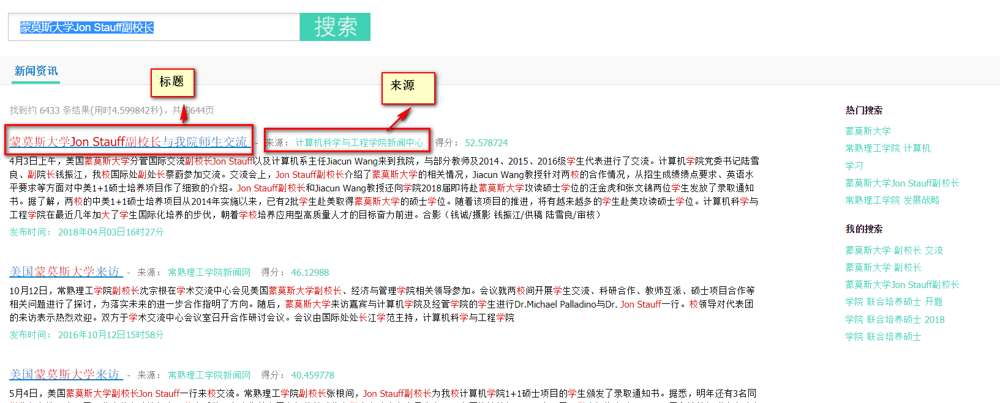 蒙莫斯大学Jon Stauff副校长
搜索
新闻资讯
标题
来源
找到约 6433 条结果(用时4.599842秒)，共约644页
蒙莫斯大学Jon Stauff副校长与我院师生交流 - 来源： 计算机科学与工程学院新闻中心 得分： 52.578724
4月3日上午，美国蒙莫斯大学分管国际交流副校长Jon Stauff以及计算机系主任Jiacun Wang来到我院，与部分教师及2014、2015、2016级学生代表进行了交流。计算机学院党委书记陆雪
良、副院长钱振江，我校国际处副处长蔡蔚参加交流。交流会上，Jon Stauff副校长介绍了蒙莫斯大学的相关情况，Jiacun Wang教授针对两校的合作情况，从招生成绩绩点要求、英语水
平要求等方面对中美1+1硕士培养项目作了细致的介绍。Jon Stauff副校长和Jiacun Wang教授还向学院2018届即将赴蒙莫斯大学攻读硕士学位的汪金虎和张文锦两位学生发放了录取通知
书。据了解，两校的中美1+1硕士培养项目从2014年实施以来，已有2批学生赴美取得蒙莫斯大学的硕士学位。随着该项目的推进，将有越来越多的学生赴美攻读硕士学位。计算机科学与
工程学院在最近几年加大了学生国际化培养的步伐，朝着学校培养应用型高质量人才的目标奋力前进。合影（钱诚/摄影 钱振江/供稿 陆雪良/审核）
发布时间： 2018年04月03日16时27分
美国蒙莫斯大学来访 - 来源： 常熟理工学院新闻网 得分： 46.12988
10月12日，常熟理工学院副校长沈宗根在学术交流中心会见美国蒙莫斯大学副校长、经济与管理学院相关领导参加。会议就两校间开展学生交流、科研合作、教师互派、硕士项目合作等
相关问题进行了探讨，为落实未来的进一步合作指明了方向。随后，蒙莫斯大学来访嘉宾与计算机学院及经管学院的学生进行Dr.Michael Palladino与Dr. Jon Stauff一行。校领导对代表团
的来访表示热烈欢迎。双方于学术交流中心会议室召开合作研讨会议。会议由国际处处长江学范主持，计算机科学与工程学院
发布时间： 2016年10月12日15时58分
美国蒙莫斯大学来访 - 来源： 常熟理工学院新闻网 得分： 40.459778
5月4日，美国蒙莫斯大学副校长Jon Stauff一行来校交流。常熟理工学院副校长张根间，Jon Stauff副校长为我校计算机学院1+1硕士项目的学生颁发了录取通知书。据悉，明年还有3名同
热门搜索
蒙莫斯大学
常熟理工学院 计算机
学习
蒙莫斯大学Jon Stauff副校长
常熟理工学院 发展战略
我的搜索
蒙莫斯大学 副校长 交流
蒙莫斯大学 副校长
蒙莫斯大学Jon Stauff副校长
学院 联合培养硕士 开题
学院 联合培养硕士 2018
学院 联合培养硕士